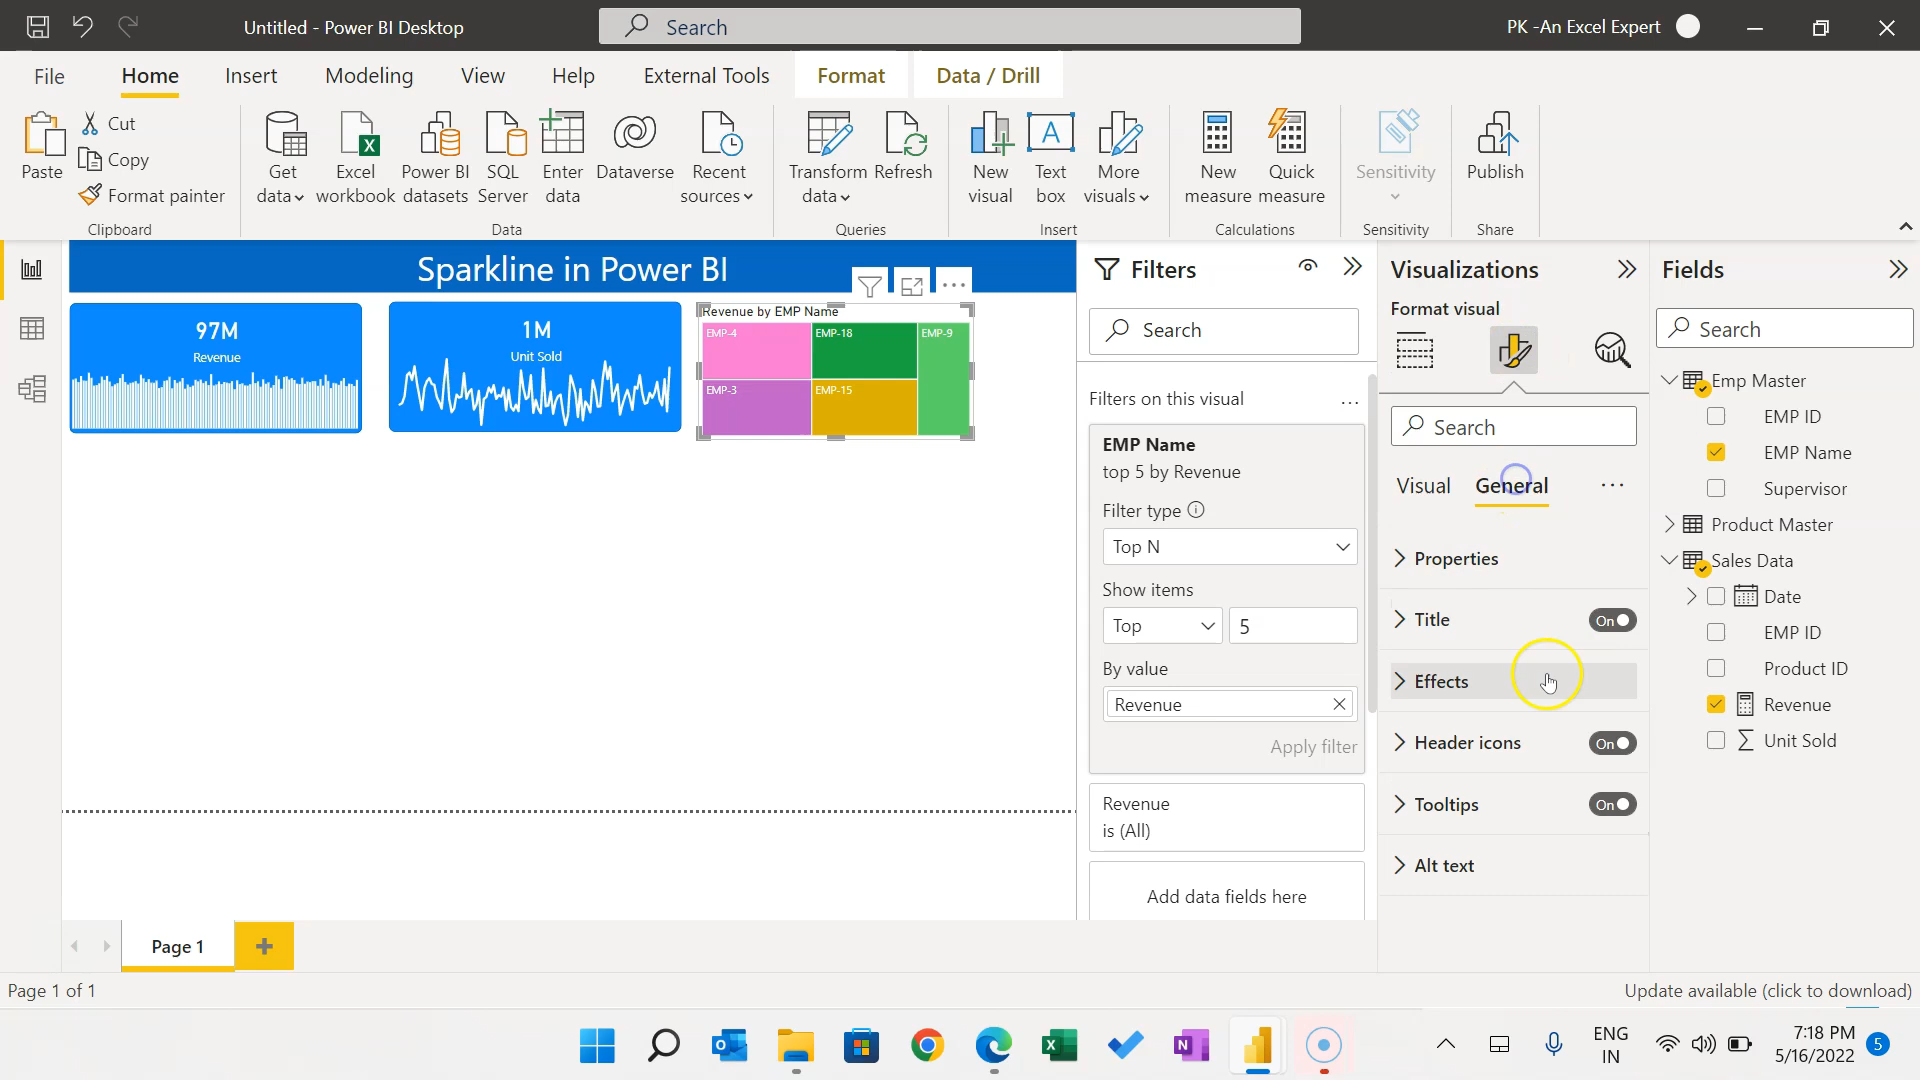 Untitled - Power BI Desktop
Search
PK -An Excel Expert
File
Home
Insert
Modeling
View
Help
External Tools
Format
Data / Drill
Paste
Cut
Copy
Format painter
Get data
Excel workbook
Power BI datasets
SQL Server
Enter data
Dataverse
Recent sources
Transform data
Refresh
New visual
Text box
More visuals
New measure
Quick measure
Sensitivity
Publish
Clipboard
Data
Queries
Insert
Calculations
Sensitivity
Share
Sparkline in Power BI
97M
Revenue
1M
Unit Sold
Revenue by EMP Name
EMP-4
EMP-18
EMP-9
EMP-3
EMP-15
Filters
Search
Filters on this visual
EMP Name
top 5 by Revenue
Filter type
Top N
Show items
Top
5
By value
Revenue
Apply filter
Revenue
is (All)
Add data fields here
Visualizations
Format visual
Search
Visual
General
Properties
Title
On
Effects
Header icons
On
Tooltips
On
Alt text
Fields
Search
Emp Master
EMP ID
EMP Name
Supervisor
Product Master
Sales Data
Date
EMP ID
Product ID
Revenue
Unit Sold
Page 1
Page 1 of 1
Update available (click to download)
ENG
IN
7:18 PM
5/16/2022
5